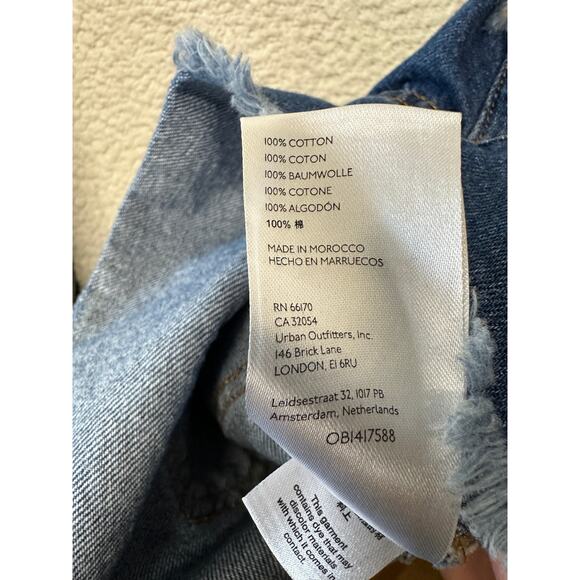 100% COTTON
100% COTON
100% BAUMWOLLE
100% COTONE
100% ALGODÓN
100% 棉
MADE IN MOROCCO
HECHO EN MARRUECOS
RN 66170
CA 32054
Urban Outfitters, Inc.
146 Brick Lane
LONDON, E1 6RU
Leidsestraat 32, 1017 PB
Amsterdam, Netherlands
OB1417588
This garment
contains dye that may
discolor materials
with which it comes in
contact.